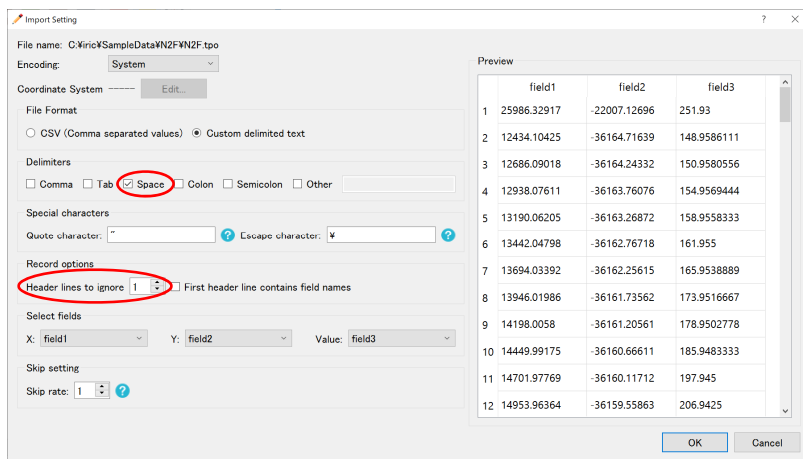 Import Setting
? ×
File name: C:¥iric¥SampleData¥N2F¥N2F.tpo
Encoding: System
Coordinate System ----- Edit...
File Format
CSV (Comma separated values) Custom delimited text
Delimiters
Comma Tab Space Colon Semicolon Other
Special characters
Quote character: " ? Escape character: ¥ ?
Record options
Header lines to ignore 1 First header line contains field names
Select fields
X: field1 Y: field2 Value: field3
Skip setting
Skip rate: 1 ?
Preview
field1 field2 field3
1 25986.32917 -22007.12696 251.93
2 12434.10425 -36164.71639 148.9586111
3 12686.09018 -36164.24332 150.9580556
4 12938.07611 -36163.76076 154.9569444
5 13190.06205 -36163.26872 158.9558333
6 13442.04798 -36162.76718 161.955
7 13694.03392 -36162.25615 165.9538889
8 13946.01986 -36161.73562 173.9516667
9 14198.0058 -36161.20561 178.9502778
10 14449.99175 -36160.66611 185.9483333
11 14701.97769 -36160.11712 197.945
12 14953.96364 -36159.55863 206.9425
OK Cancel